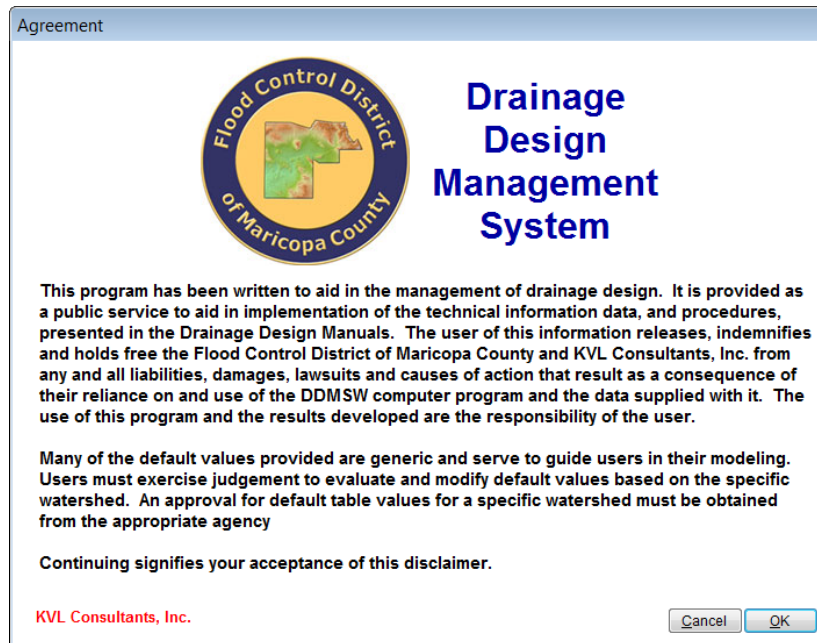 Agreement
Flood Control District
of Maricopa County
Drainage
Design
Management
System
This program has been written to aid in the management of drainage design.  It is provided as
a public service to aid in implementation of the technical information data, and procedures,
presented in the Drainage Design Manuals.  The user of this information releases, indemnifies
and holds free the Flood Control District of Maricopa County and KVL Consultants, Inc. from
any and all liabilities, damages, lawsuits and causes of action that result as a consequence of
their reliance on and use of the DDMSW computer program and the data supplied with it.  The
use of this program and the results developed are the responsibility of the user.
Many of the default values provided are generic and serve to guide users in their modeling.
Users must exercise judgement to evaluate and modify default values based on the specific
watershed.  An approval for default table values for a specific watershed must be obtained
from the appropriate agency
Continuing signifies your acceptance of this disclaimer.
KVL Consultants, Inc.
Cancel
OK